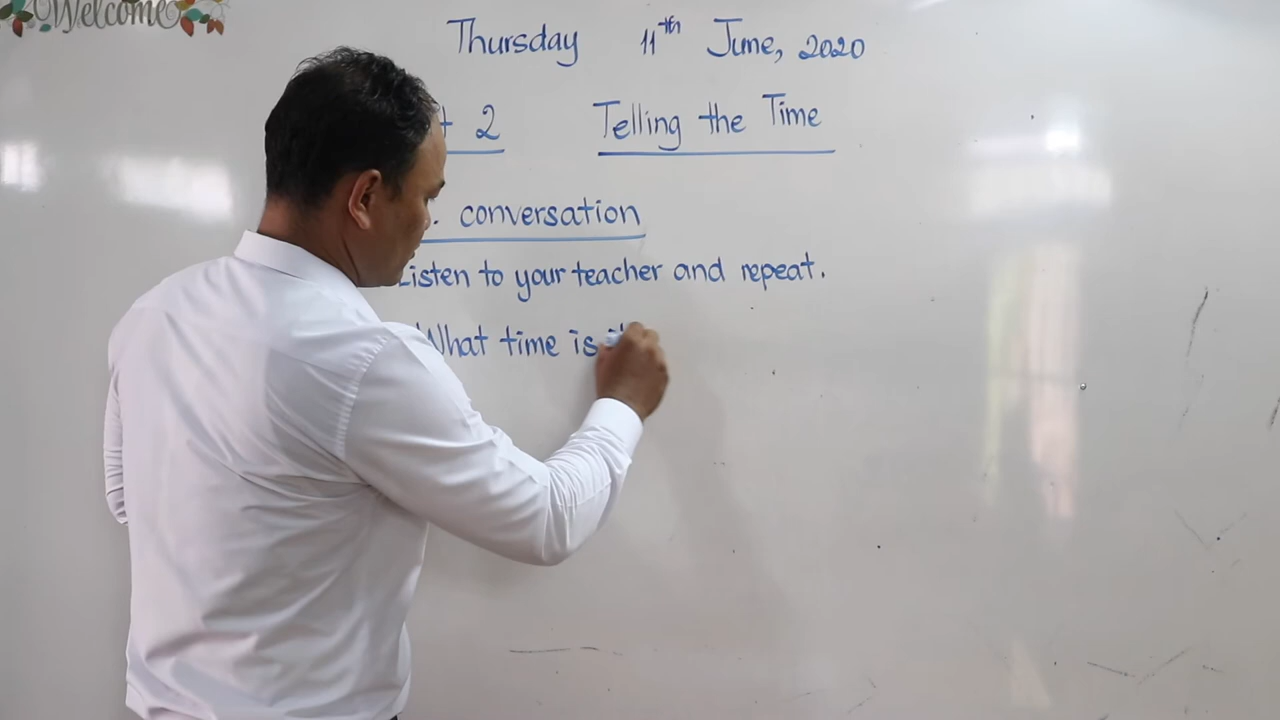 Welcome
Thursday 11th June, 2020
2 Telling the Time
. conversation
Listen to your teacher and repeat.
What time is